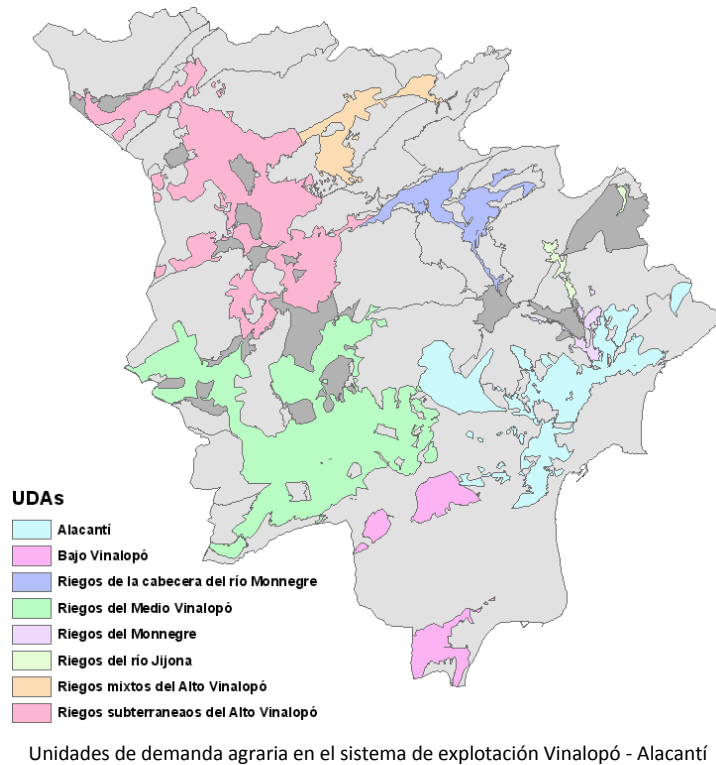 UDAs
Alacantí
Bajo Vinalopó
Riegos de la cabecera del río Monnegre
Riegos del Medio Vinalopó
Riegos del Monnegre
Riegos del río Jijona
Riegos mixtos del Alto Vinalopó
Riegos subterraneaos del Alto Vinalopó
Unidades de demanda agraria en el sistema de explotación Vinalopó - Alacantí